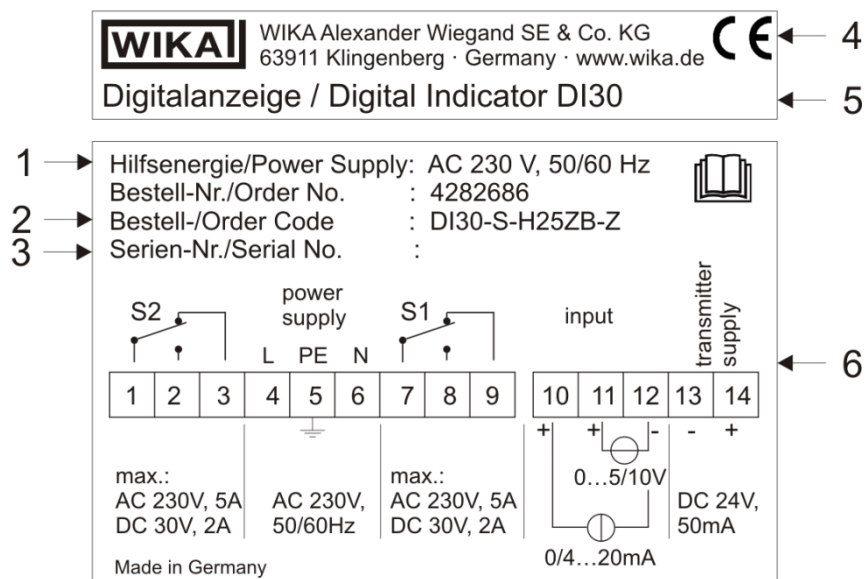 WIKA
WIKA Alexander Wiegand SE & Co. KG
63911 Klingenberg · Germany · www.wika.de
CE
4
Digitalanzeige / Digital Indicator DI30
5
1
Hilfsenergie/Power Supply: AC 230 V, 50/60 Hz
Bestell-Nr./Order No. : 4282686
2
Bestell-/Order Code : DI30-S-H25ZB-Z
3
Serien-Nr./Serial No. :
S2
power
supply
S1
input
transmitter
supply
L PE N
6
1 2 3 4 5 6 7 8 9 10 11 12 13 14
+ + - - +
0...5/10V
0/4...20mA
max.:
AC 230V, 5A
DC 30V, 2A
AC 230V,
50/60Hz
max.:
AC 230V, 5A
DC 30V, 2A
DC 24V,
50mA
Made in Germany